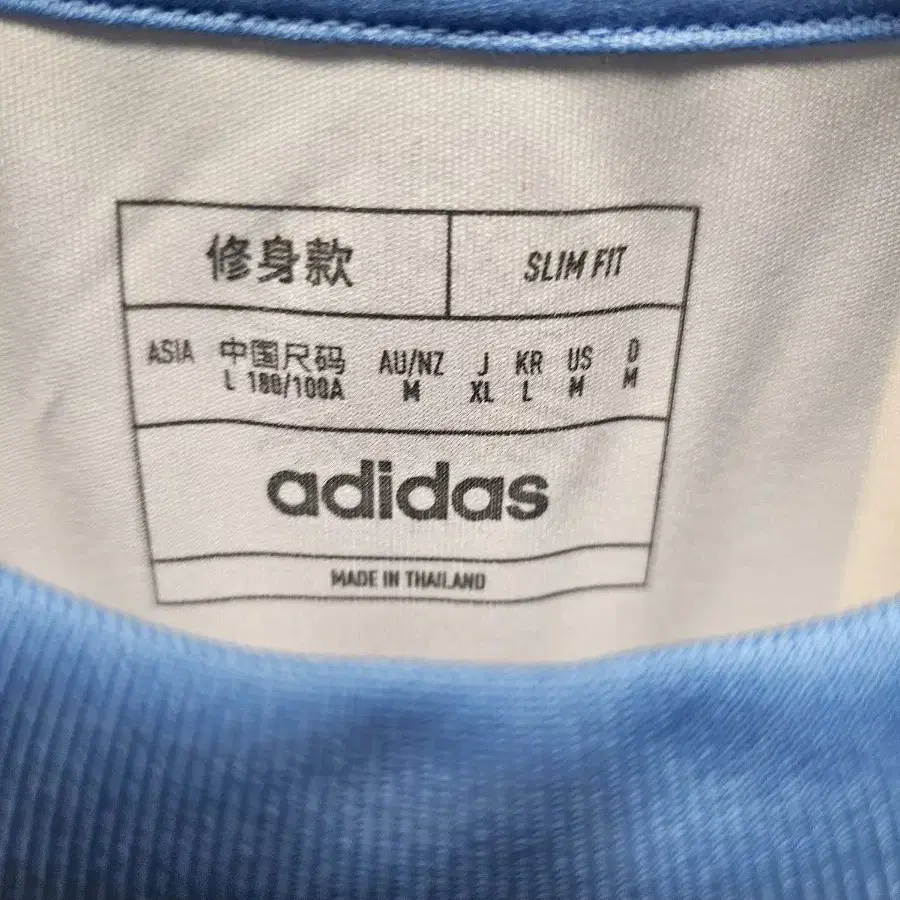 修身款 SLIM FIT
ASIA 中国尺码 AU/NZ J KR US D
L 180/100A M XL L M M
adidas
MADE IN THAILAND